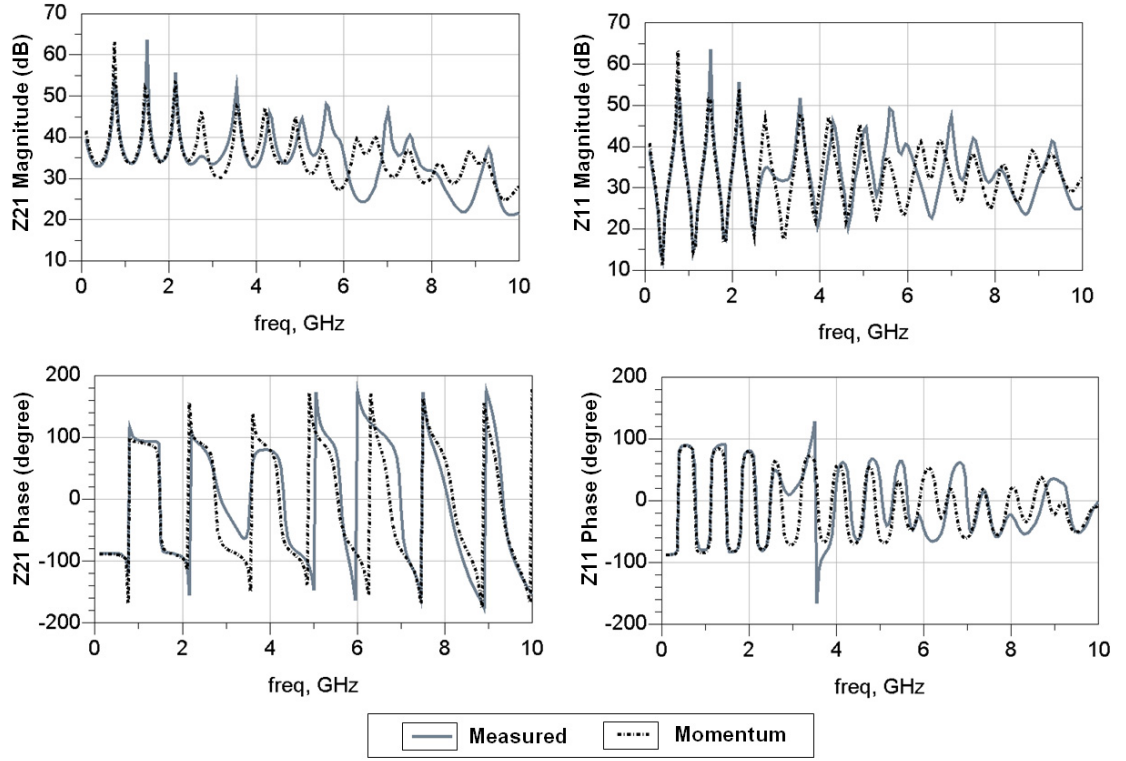 Z21 Magnitude (dB)
70
60
50
40
30
20
10
0 2 4 6 8 10
freq, GHz
Z11 Magnitude (dB)
70
60
50
40
30
20
10
0 2 4 6 8 10
freq, GHz
Z21 Phase (degree)
200
100
0
-100
-200
0 2 4 6 8 10
freq, GHz
Z11 Phase (degree)
200
100
0
-100
-200
0 2 4 6 8 10
freq, GHz
Measured Momentum